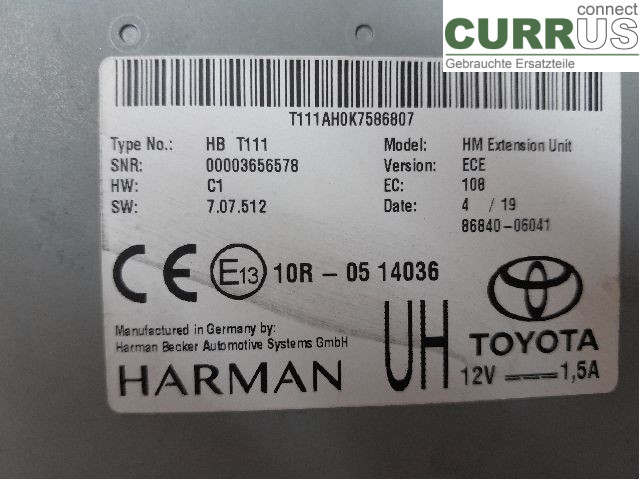 connect
CURRUS
Gebrauchte Ersatzteile
T111AH0K7586807
Type No.: HB T111 Model: HM Extension Unit
SNR: 00003656578 Version: ECE
HW: C1 EC: 108
SW: 7.07.512 Date: 4 / 19
86840-06041
CE E13 10R - 05 14036
Manufactured in Germany by:
Harman Becker Automotive Systems GmbH
HARMAN UH TOYOTA
12V 1,5A